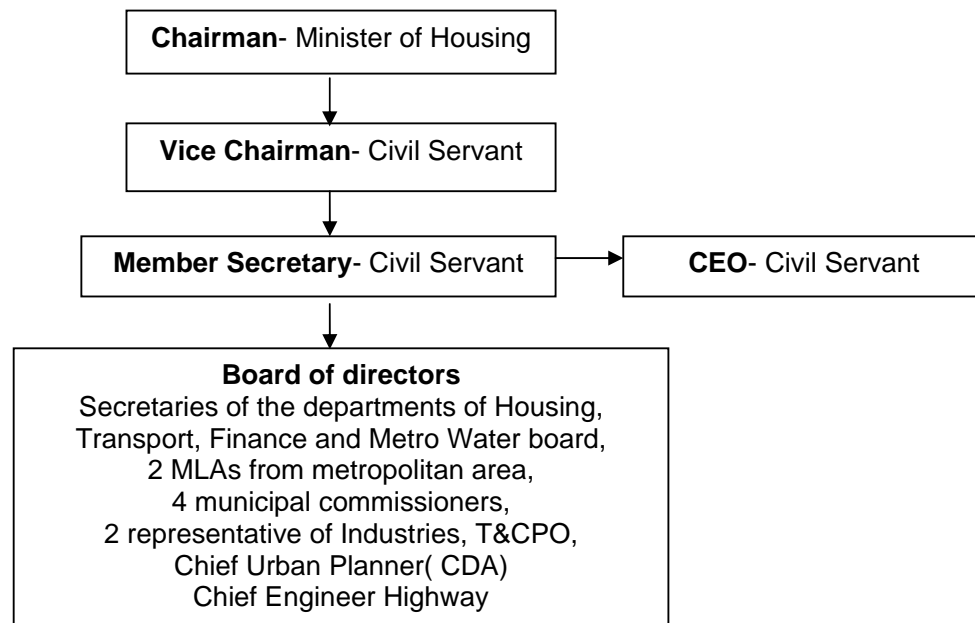 Chairman- Minister of Housing
Vice Chairman- Civil Servant
Member Secretary- Civil Servant
CEO- Civil Servant
Board of directors
Secretaries of the departments of Housing,
Transport, Finance and Metro Water board,
2 MLAs from metropolitan area,
4 municipal commissioners,
2 representative of Industries, T&CPO,
Chief Urban Planner( CDA)
Chief Engineer Highway